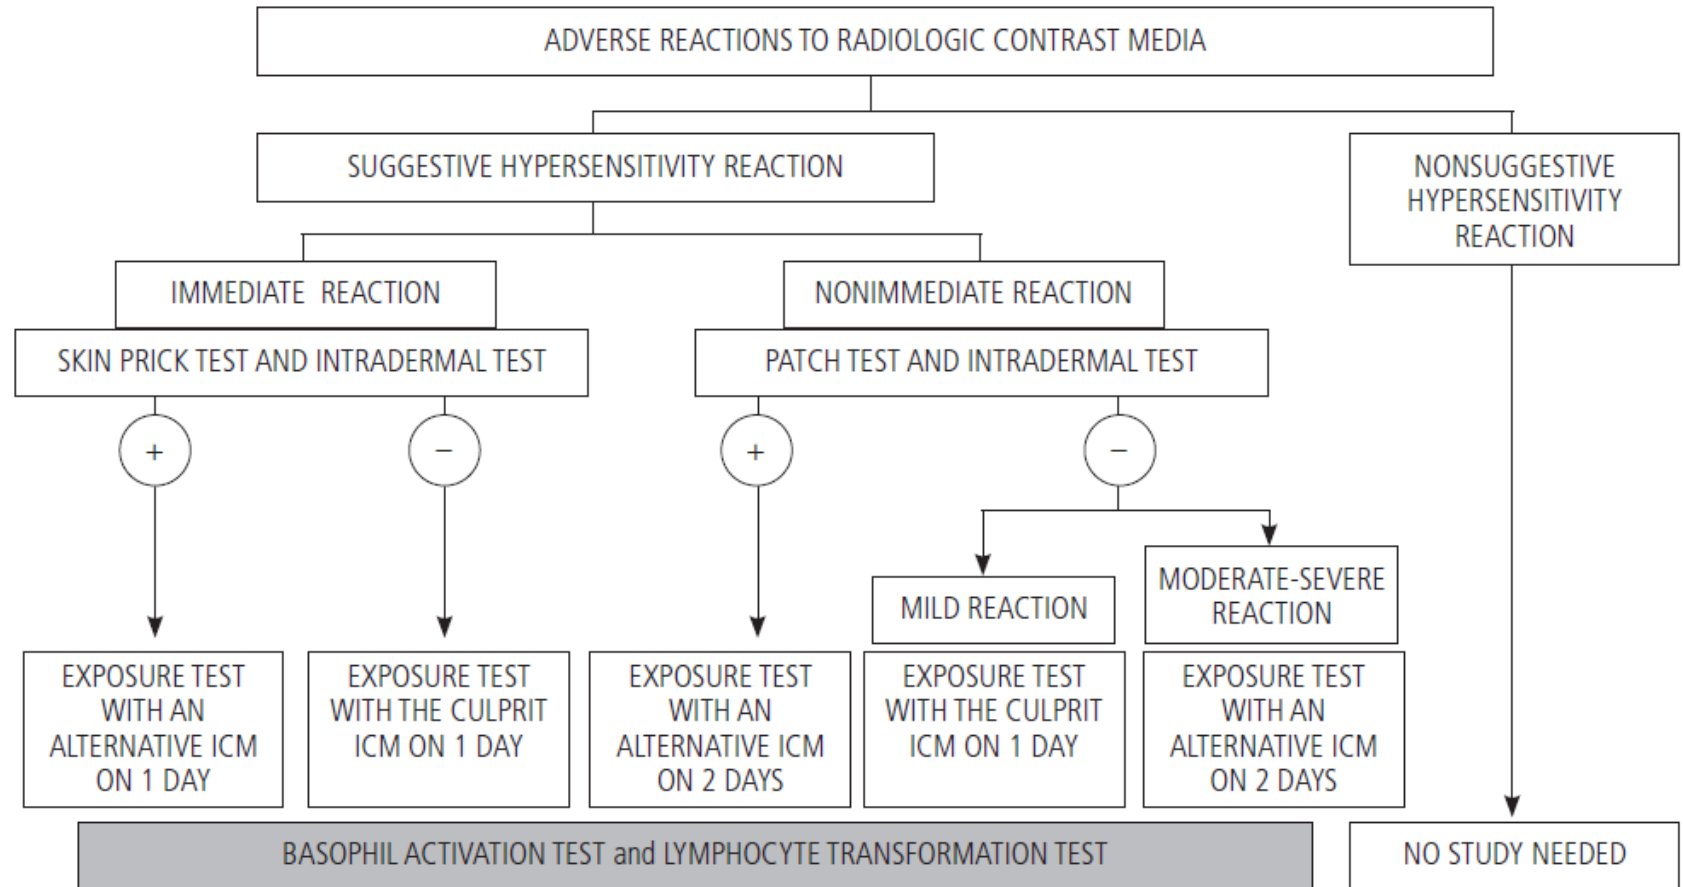 ADVERSE REACTIONS TO RADIOLOGIC CONTRAST MEDIA
SUGGESTIVE HYPERSENSITIVITY REACTION
NONSUGGESTIVE
HYPERSENSITIVITY
REACTION
IMMEDIATE REACTION
NONIMMEDIATE REACTION
SKIN PRICK TEST AND INTRADERMAL TEST
PATCH TEST AND INTRADERMAL TEST
+
−
+
−
MILD REACTION
MODERATE-SEVERE
REACTION
EXPOSURE TEST
WITH AN
ALTERNATIVE ICM
ON 1 DAY
EXPOSURE TEST
WITH THE CULPRIT
ICM ON 1 DAY
EXPOSURE TEST
WITH AN
ALTERNATIVE ICM
ON 2 DAYS
EXPOSURE TEST
WITH THE CULPRIT
ICM ON 1 DAY
EXPOSURE TEST
WITH AN
ALTERNATIVE ICM
ON 2 DAYS
BASOPHIL ACTIVATION TEST and LYMPHOCYTE TRANSFORMATION TEST
NO STUDY NEEDED